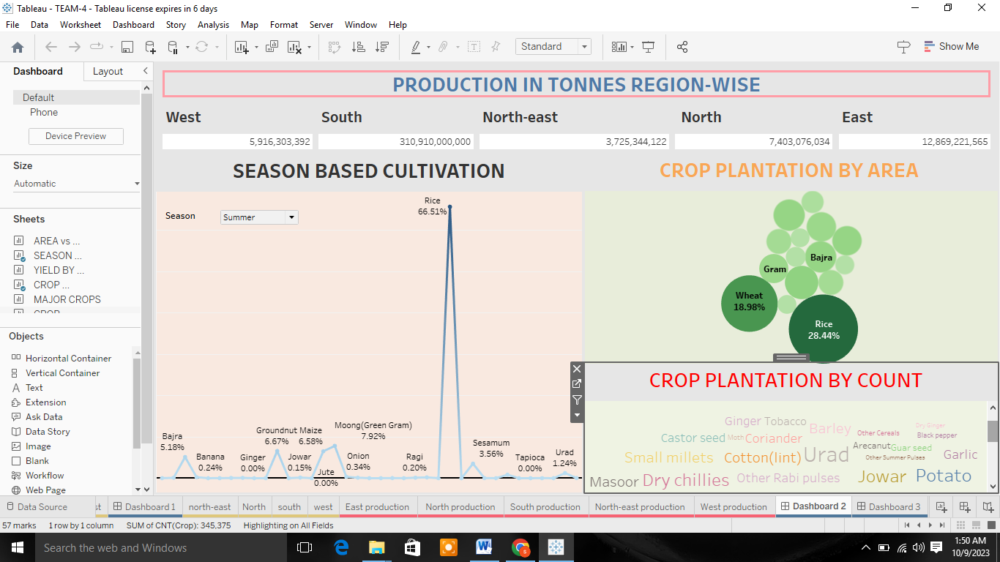 Tableau - TEAM-4 - Tableau license expires in 6 days
File Data Worksheet Dashboard Story Analysis Map Format Server Window Help
Standard
Show Me
Dashboard Layout
Default
Phone
Device Preview
Size
Automatic
Sheets
AREA vs ...
SEASON ...
YIELD BY ...
CROP ...
MAJOR CROPS
CROP
Objects
Horizontal Container
Vertical Container
Text
Extension
Ask Data
Data Story
Image
Blank
Workflow
Web Page
PRODUCTION IN TONNES REGION-WISE
West South North-east North East
5,916,303,392 310,910,000,000 3,725,344,122 7,403,076,034 12,869,221,565
SEASON BASED CULTIVATION
Season Summer
Rice
66.51%
Bajra
5.18%
Banana
0.24%
Ginger
0.00%
Groundnut
6.67%
Jowar
0.15%
Maize
6.58%
Jute
0.00%
Moong(Green Gram)
7.92%
Onion
0.34%
Ragi
0.20%
Sesamum
3.56%
Tapioca
0.00%
Urad
1.24%
CROP PLANTATION BY AREA
Bajra
Gram
Wheat
18.98%
Rice
28.44%
CROP PLANTATION BY COUNT
Ginger Tobacco Barley Dry Ginger
Castor seed Moth Coriander Other Cereals Black pepper
Small millets Cotton(lint) Urad Arecanut Guar seed
Other Summer Pulses Garlic
Masoor Dry chillies Other Rabi pulses Jowar Potato
Data Source st Dashboard 1 north-east North south west East production North production South production North-east production West production Dashboard 2 Dashboard 3
57 marks 1 row by 1 column SUM of CNT(Crop): 345,375 Highlighting on All Fields
Search the web and Windows
1:50 AM
10/9/2023